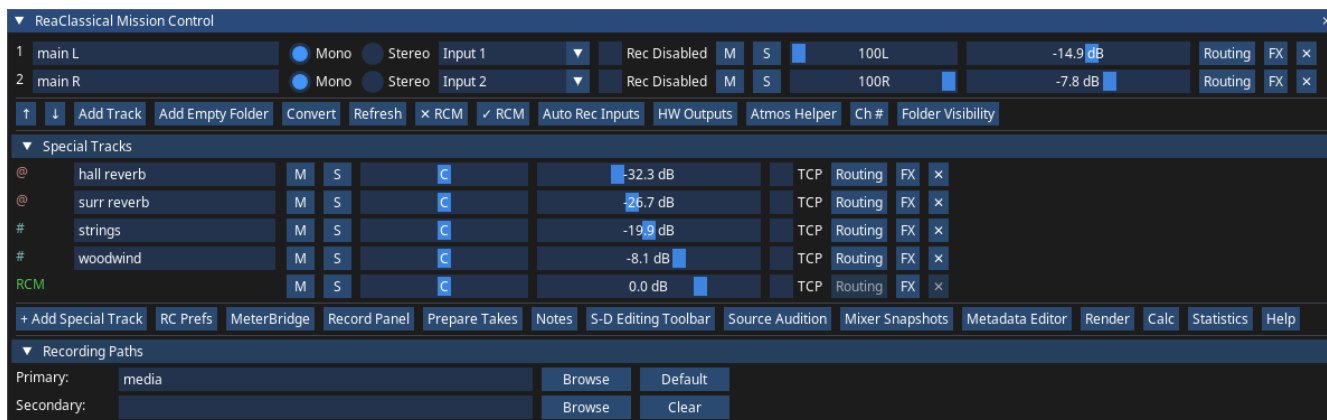 ▼ ReaClassical Mission Control ×
1 main L Mono Stereo Input 1 ▼ Rec Disabled M S 100L -14.9 dB Routing FX ×
2 main R Mono Stereo Input 2 ▼ Rec Disabled M S 100R -7.8 dB Routing FX ×
↑ ↓ Add Track Add Empty Folder Convert Refresh × RCM ✓ RCM Auto Rec Inputs HW Outputs Atmos Helper Ch # Folder Visibility
▼ Special Tracks
@ hall reverb M S C -32.3 dB TCP Routing FX ×
@ surr reverb M S C -26.7 dB TCP Routing FX ×
# strings M S C -19.9 dB TCP Routing FX ×
# woodwind M S C -8.1 dB TCP Routing FX ×
RCM M S C 0.0 dB TCP Routing FX ×
+ Add Special Track RC Prefs MeterBridge Record Panel Prepare Takes Notes S-D Editing Toolbar Source Audition Mixer Snapshots Metadata Editor Render Calc Statistics Help
▼ Recording Paths
Primary: media Browse Default
Secondary: Browse Clear